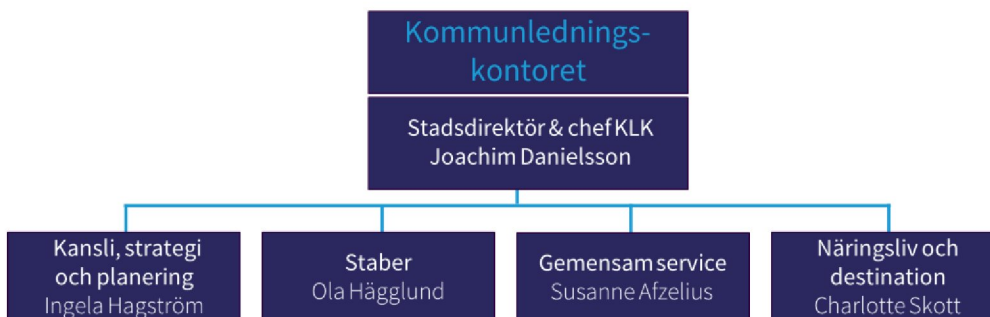 Kommunlednings-
kontoret
Stadsdirektör & chef KLK
Joachim Danielsson
Kansli, strategi
och planering
Ingela Hagström
Staber
Ola Hägglund
Gemensam service
Susanne Afzelius
Näringsliv och
destination
Charlotte Skott